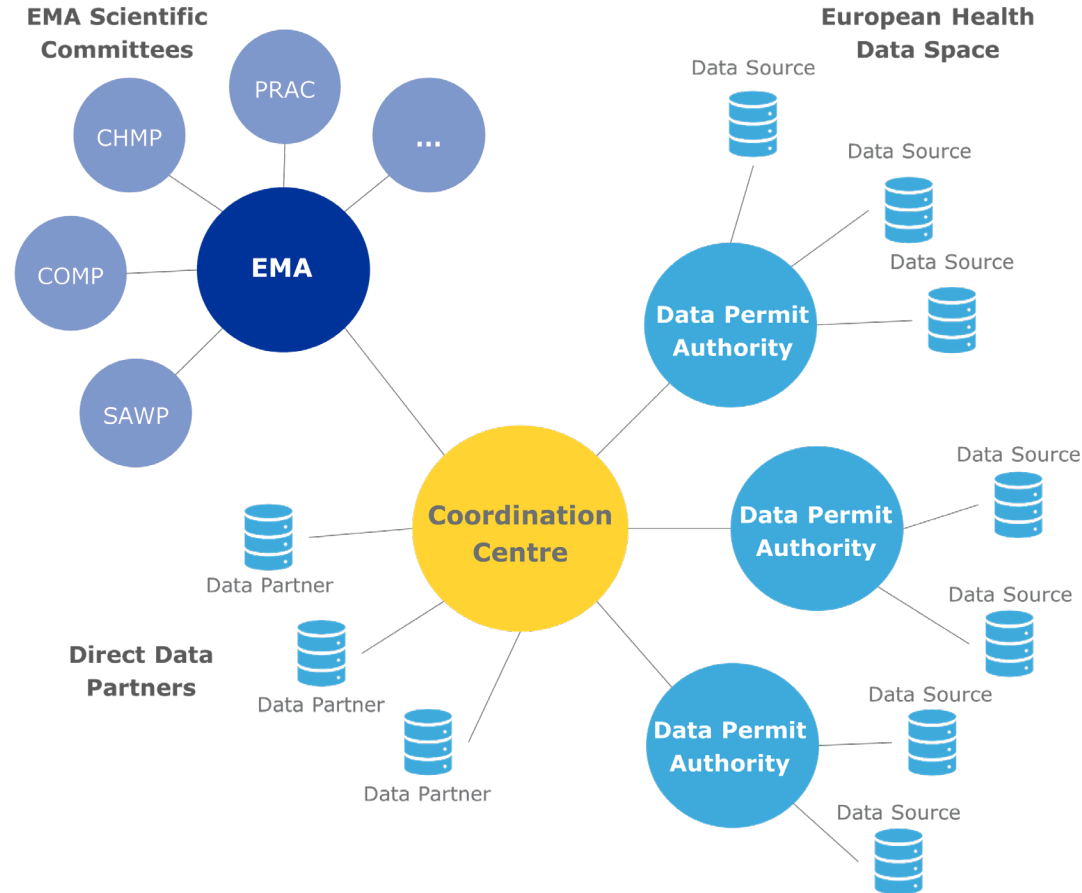 EMA Scientific
Committees
PRAC
CHMP
...
COMP
EMA
SAWP
European Health
Data Space
Data Source
Data Source
Data Source
Data Permit
Authority
Coordination
Centre
Data Permit
Authority
Data Source
Data Source
Data Permit
Authority
Data Source
Data Source
Data Partner
Direct Data
Partners
Data Partner
Data Partner